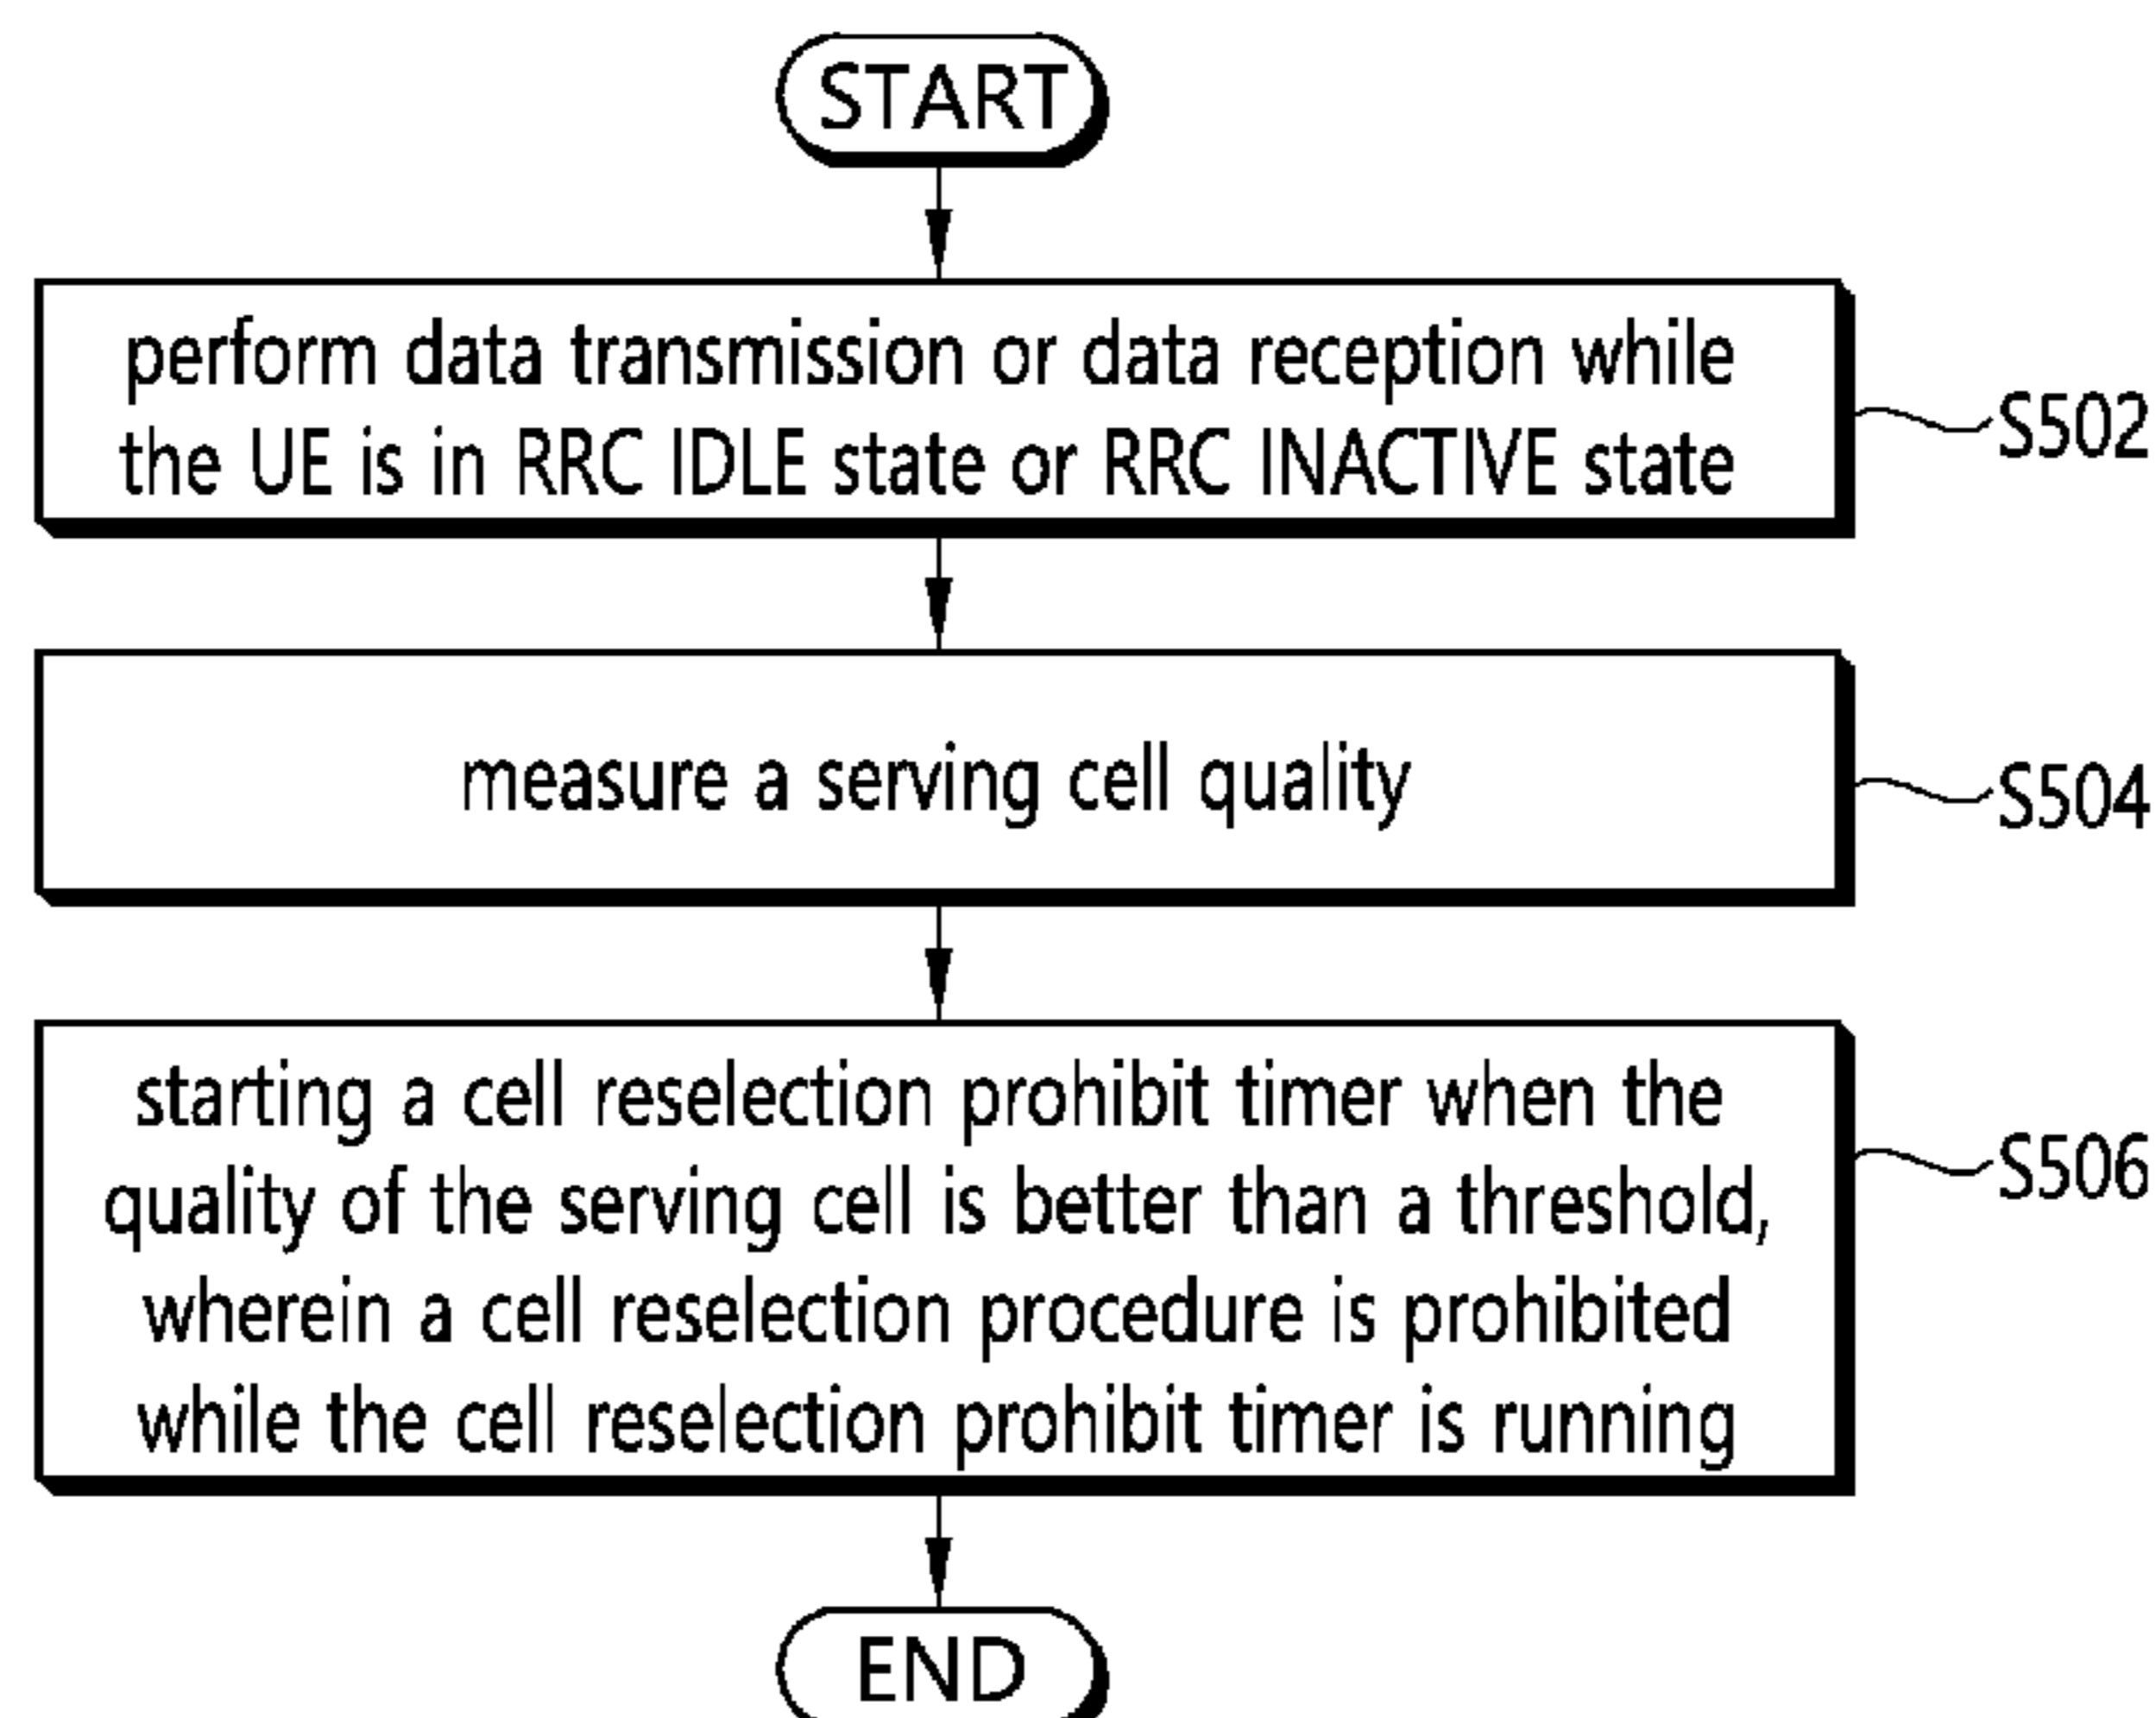 START
perform data transmission or data reception while
the UE is in RRC IDLE state or RRC INACTIVE state
S502
measure a serving cell quality
S504
starting a cell reselection prohibit timer when the
quality of the serving cell is better than a threshold,
wherein a cell reselection procedure is prohibited
while the cell reselection prohibit timer is running
S506
END